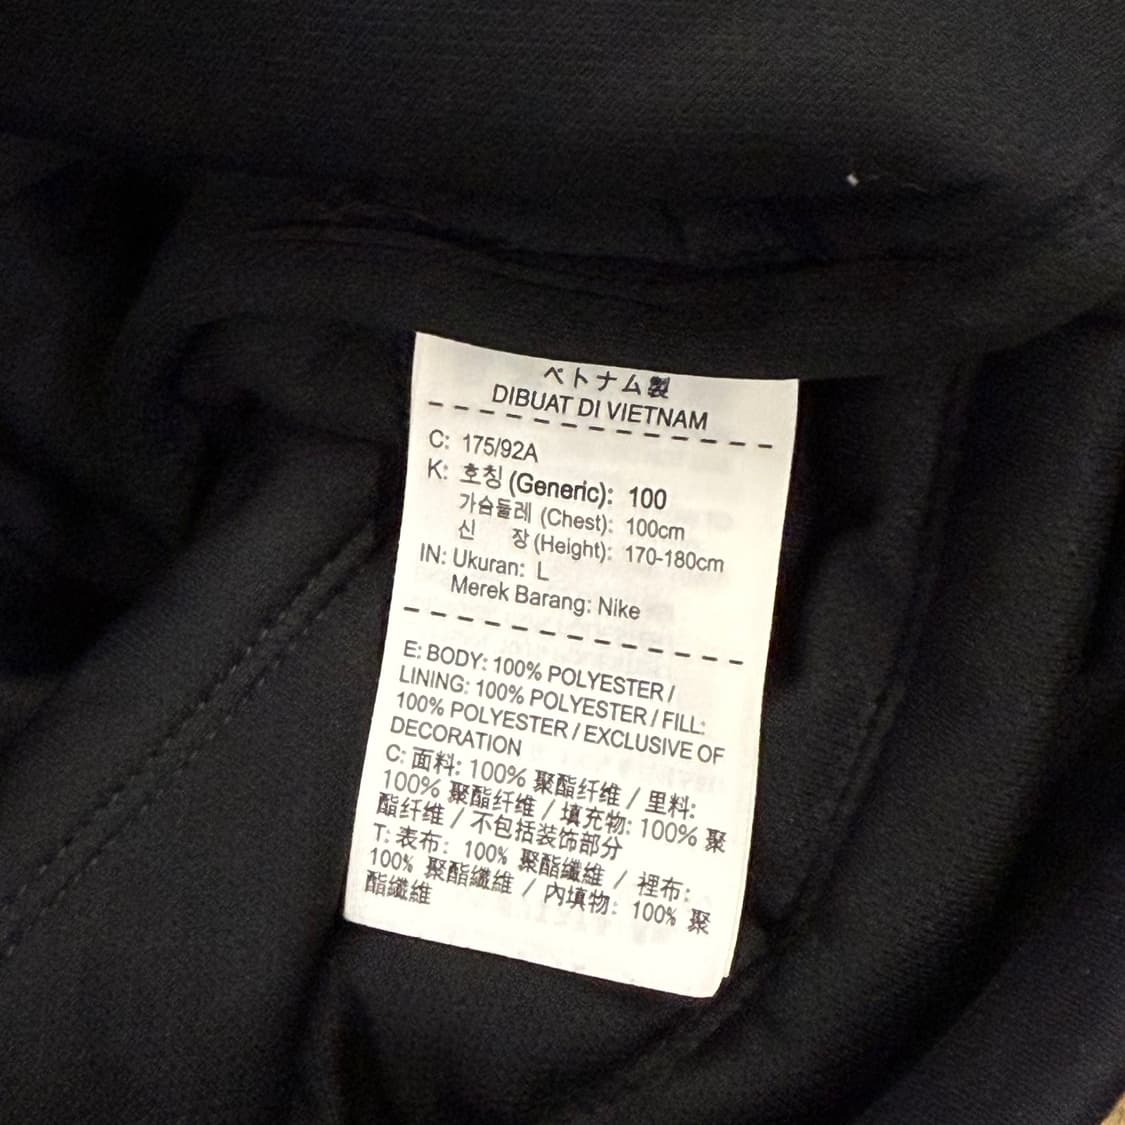 ベトナム製
DIBUAT DI VIETNAM
C: 175/92A
K: 호칭 (Generic): 100
가슴둘레 (Chest): 100cm
신 장 (Height): 170-180cm
IN: Ukuran: L
Merek Barang: Nike
E: BODY: 100% POLYESTER /
LINING: 100% POLYESTER / FILL:
100% POLYESTER / EXCLUSIVE OF
DECORATION
C: 面料: 100% 聚酯纤维 / 里料:
100% 聚酯纤维 / 填充物: 100% 聚
酯纤维 / 不包括装饰部分
T: 表布: 100% 聚酯纖維 / 裡布:
100% 聚酯纖維 / 內填物: 100% 聚
酯纖維